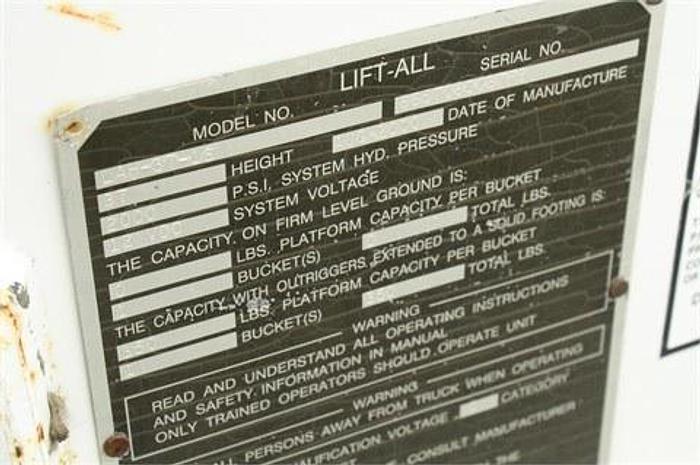 LIFT-ALL
MODEL NO. SERIAL NO.
HEIGHT DATE OF MANUFACTURE
P.S.I. SYSTEM HYD. PRESSURE
SYSTEM VOLTAGE
THE CAPACITY ON FIRM LEVEL GROUND IS:
LBS. PLATFORM CAPACITY PER BUCKET
BUCKET(S) TOTAL LBS.
THE CAPACITY WITH OUTRIGGERS EXTENDED TO A SOLID FOOTING IS:
LBS. PLATFORM CAPACITY PER BUCKET
BUCKET(S) TOTAL LBS.
WARNING
READ AND UNDERSTAND ALL OPERATING INSTRUCTIONS
AND SAFETY INFORMATION IN MANUAL
ONLY TRAINED OPERATORS SHOULD OPERATE UNIT
WARNING
ALL PERSONS AWAY FROM TRUCK WHEN OPERATING
VOLTAGE CATEGORY
CONSULT MANUFACTURER